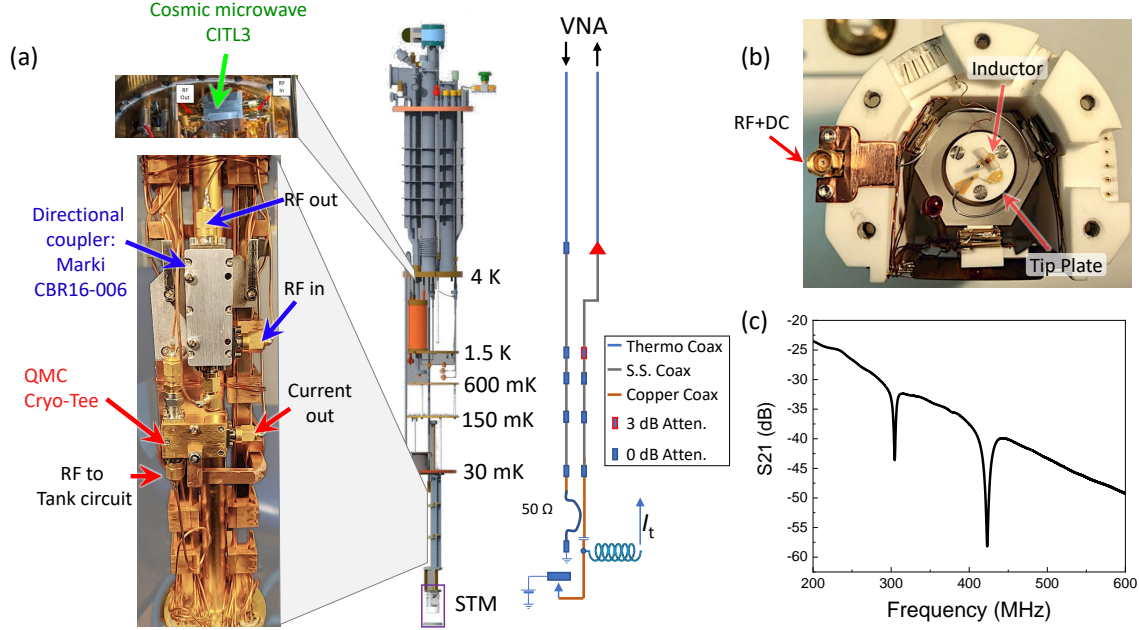 (a)
Cosmic microwave
CITL3
RF
Out
RF
In
RF out
Directional
coupler:
Marki
CBR16-006
RF in
QMC
Cryo-Tee
Current
out
RF to
Tank circuit
4 K
1.5 K
600 mK
150 mK
30 mK
STM
VNA
Thermo Coax
S.S. Coax
Copper Coax
3 dB Atten.
0 dB Atten.
50 Ω
It
(b)
Inductor
RF+DC
Tip Plate
(c)
S21 (dB)
-20
-25
-30
-35
-40
-45
-50
-55
-60
200
300
400
500
600
Frequency (MHz)